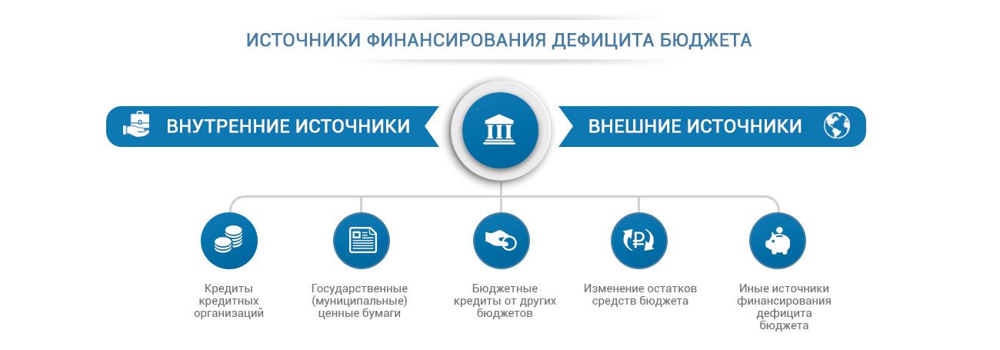 ИСТОЧНИКИ ФИНАНСИРОВАНИЯ ДЕФИЦИТА БЮДЖЕТА
ВНУТРЕННИЕ ИСТОЧНИКИ
ВНЕШНИЕ ИСТОЧНИКИ
Кредиты
кредитных
организаций
Государственные
(муниципальные)
ценные бумаги
Бюджетные
кредиты от других
бюджетов
Изменение остатков
средств бюджета
Иные источники
финансирования
дефицита
бюджета